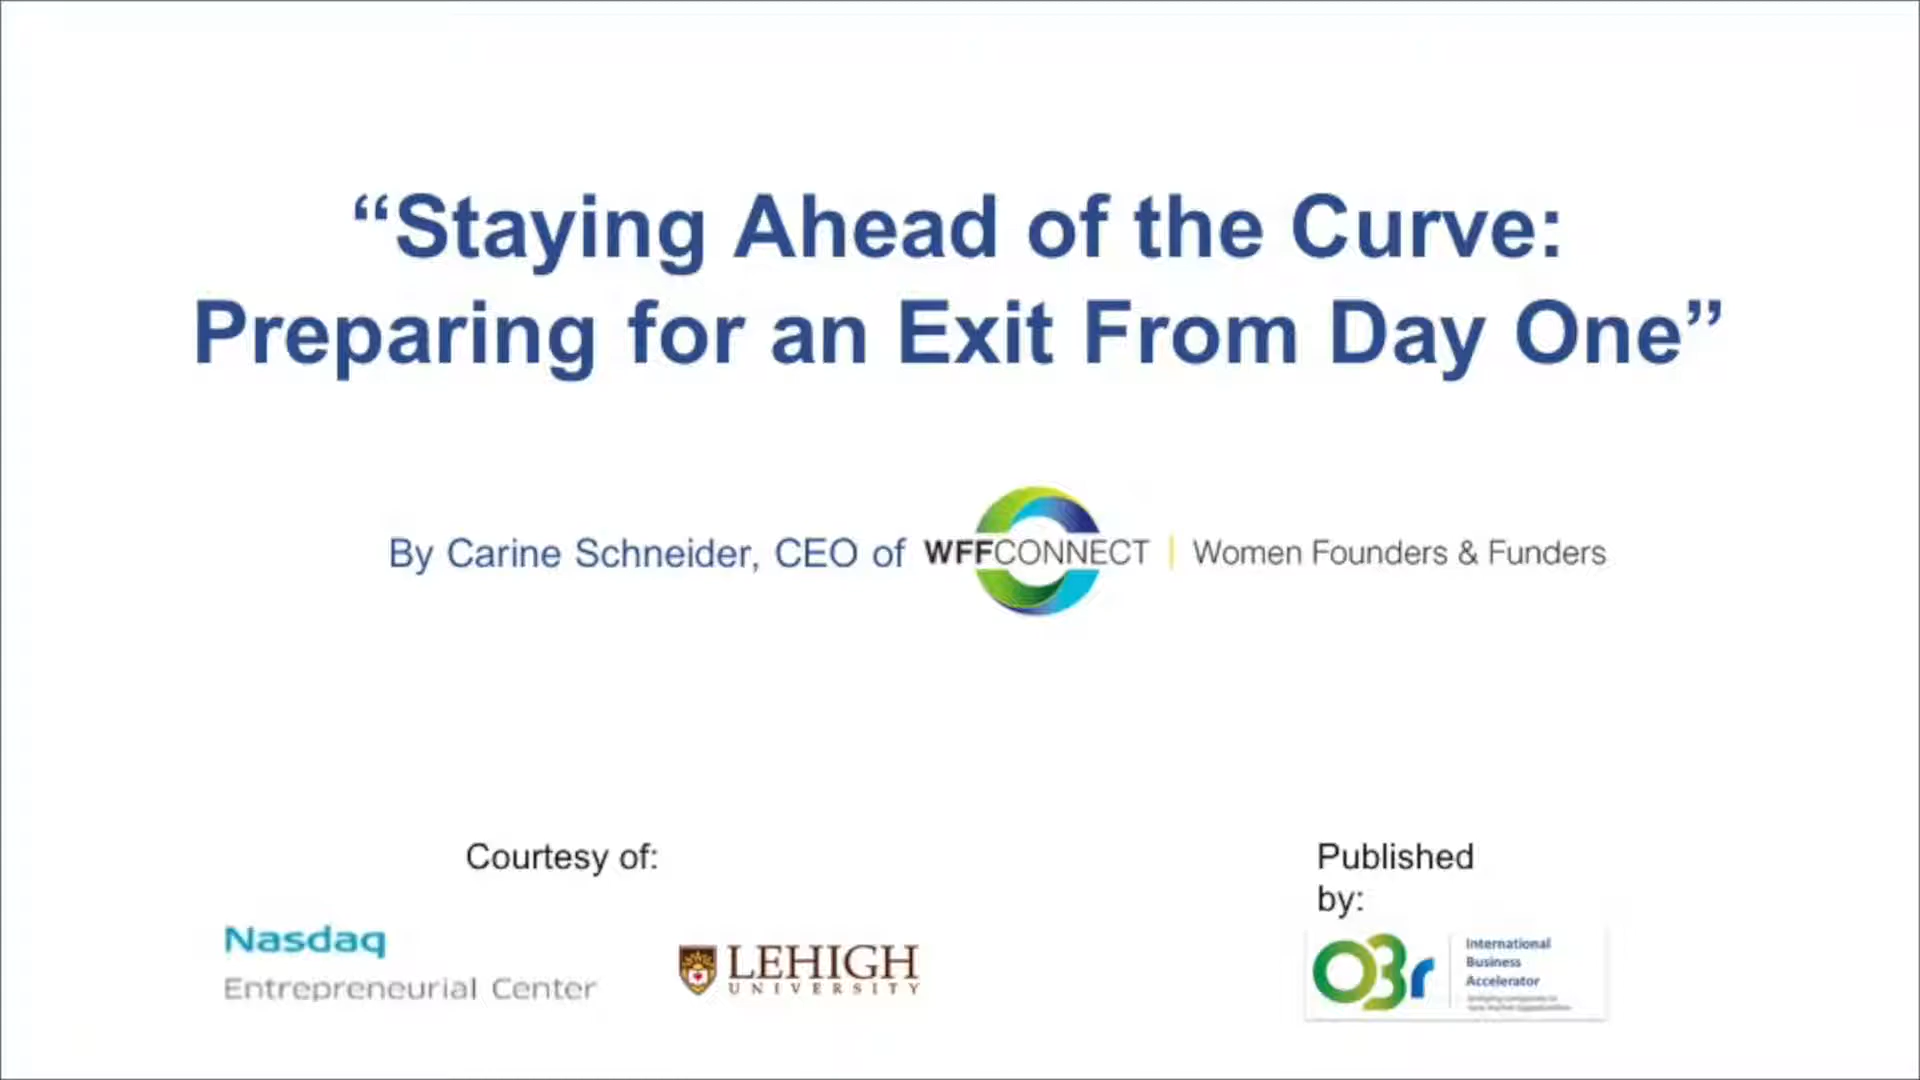 “Staying Ahead of the Curve:
Preparing for an Exit From Day One”
By Carine Schneider, CEO of WFFCONNECT | Women Founders & Funders
Courtesy of:
Published
by:
Nasdaq
Entrepreneurial Center
LEHIGH
UNIVERSITY
O3r
International
Business
Accelerator